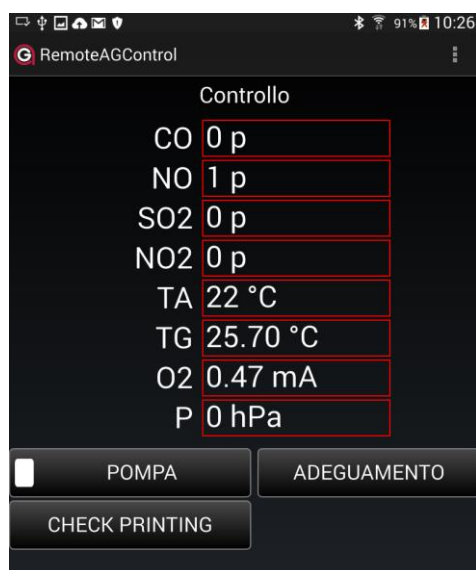 91% 10:26
RemoteAGControl
Controllo
CO 0 p
NO 1 p
SO2 0 p
NO2 0 p
TA 22 °C
TG 25.70 °C
O2 0.47 mA
P 0 hPa
POMPA ADEGUAMENTO
CHECK PRINTING